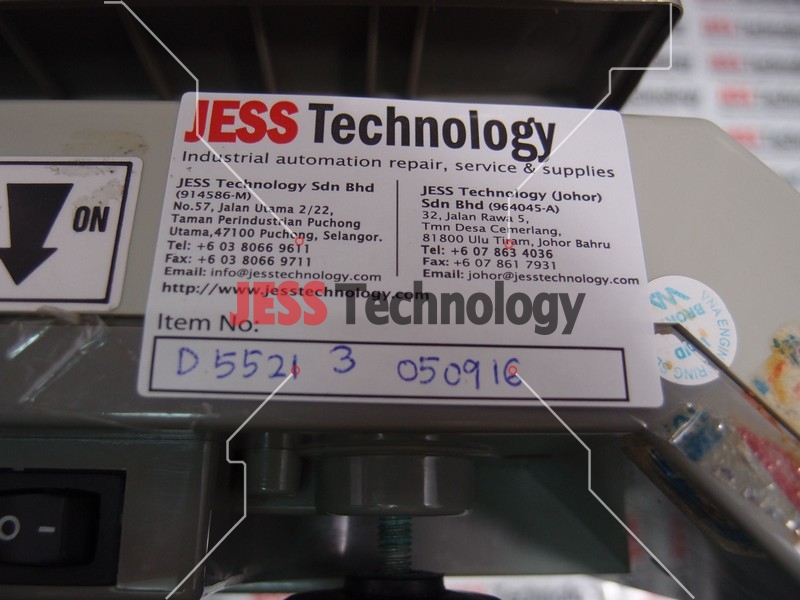 JESS Technology
Industrial automation repair, service & supplies
JESS Technology Sdn Bhd
(914586-M)
No.57, Jalan Utama 2/22,
Taman Perindustrian Puchong
Utama,47100 Puchong, Selangor.
Tel: +6 03 8066 9611
Fax: +6 03 8066 9711
Email: info@jesstechnology.com
http://www.jesstechnology.com
JESS Technology (Johor)
Sdn Bhd (964045-A)
32, Jalan Rawa 5,
Tmn Desa Cemerlang,
81800 Ulu Tiram, Johor Bahru
Tel: +6 07 863 4036
Fax: +6 07 861 7931
Email: johor@jesstechnology.com
JESS Technology
Item No:
D 5521 3 050916
ON